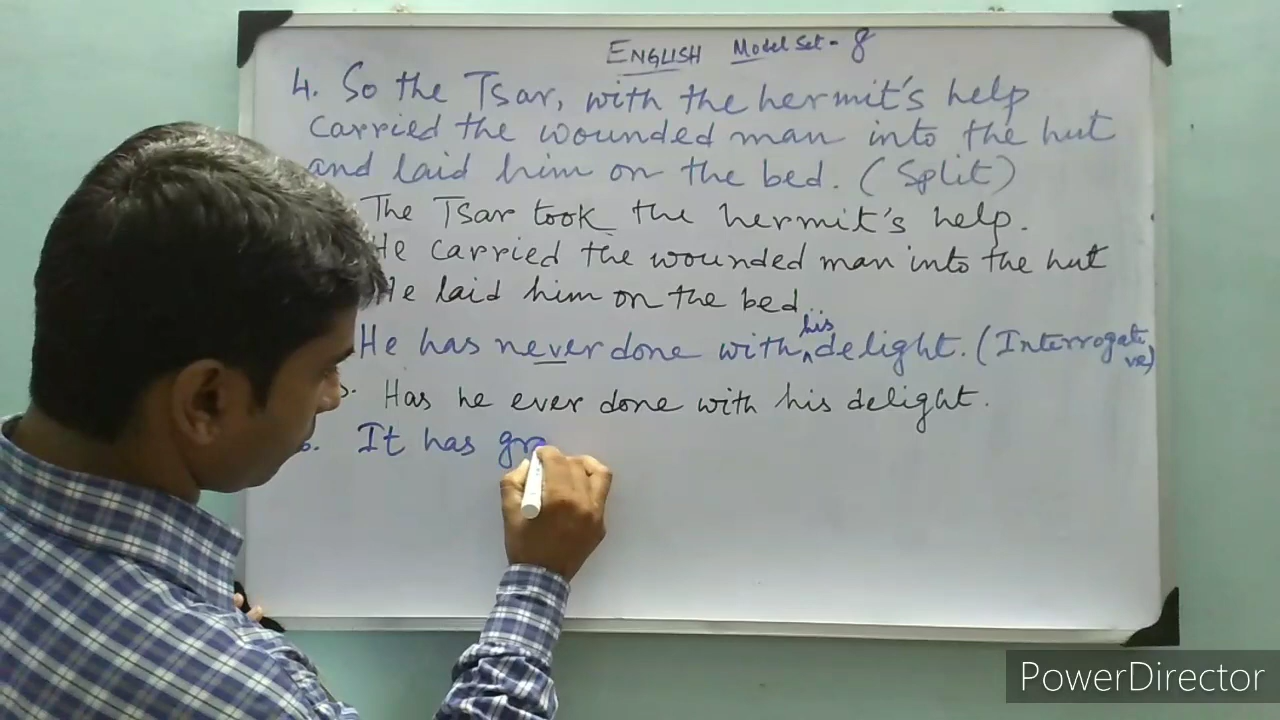 ENGLISH Model Set - 8
4. So the Tsar, with the hermit's help
carried the wounded man into the hut
and laid him on the bed. (Split)
The Tsar took the hermit's help.
He carried the wounded man into the hut
He laid him on the bed.
He has never done with his delight. (Interrogative)
Has he ever done with his delight.
It has gr
PowerDirector